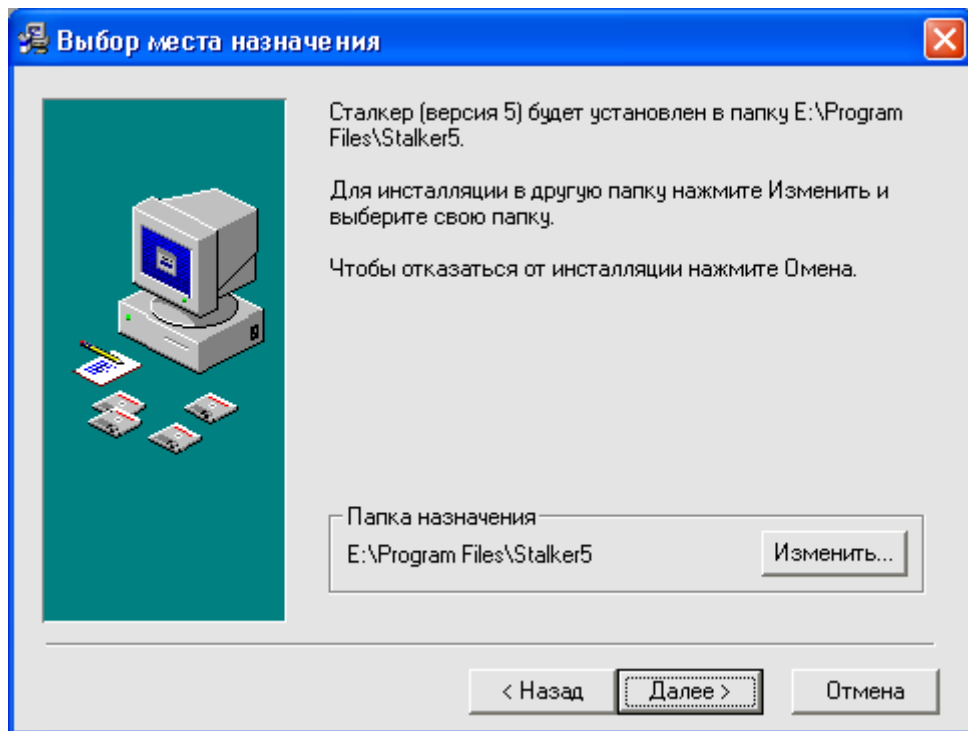 Выбор места назначения
Сталкер (версия 5) будет установлен в папку E:\Program
Files\Stalker5.
Для инсталляции в другую папку нажмите Изменить и
выберите свою папку.
Чтобы отказаться от инсталляции нажмите Омена.
Папка назначения
E:\Program Files\Stalker5
Изменить...
< Назад
Далее >
Отмена